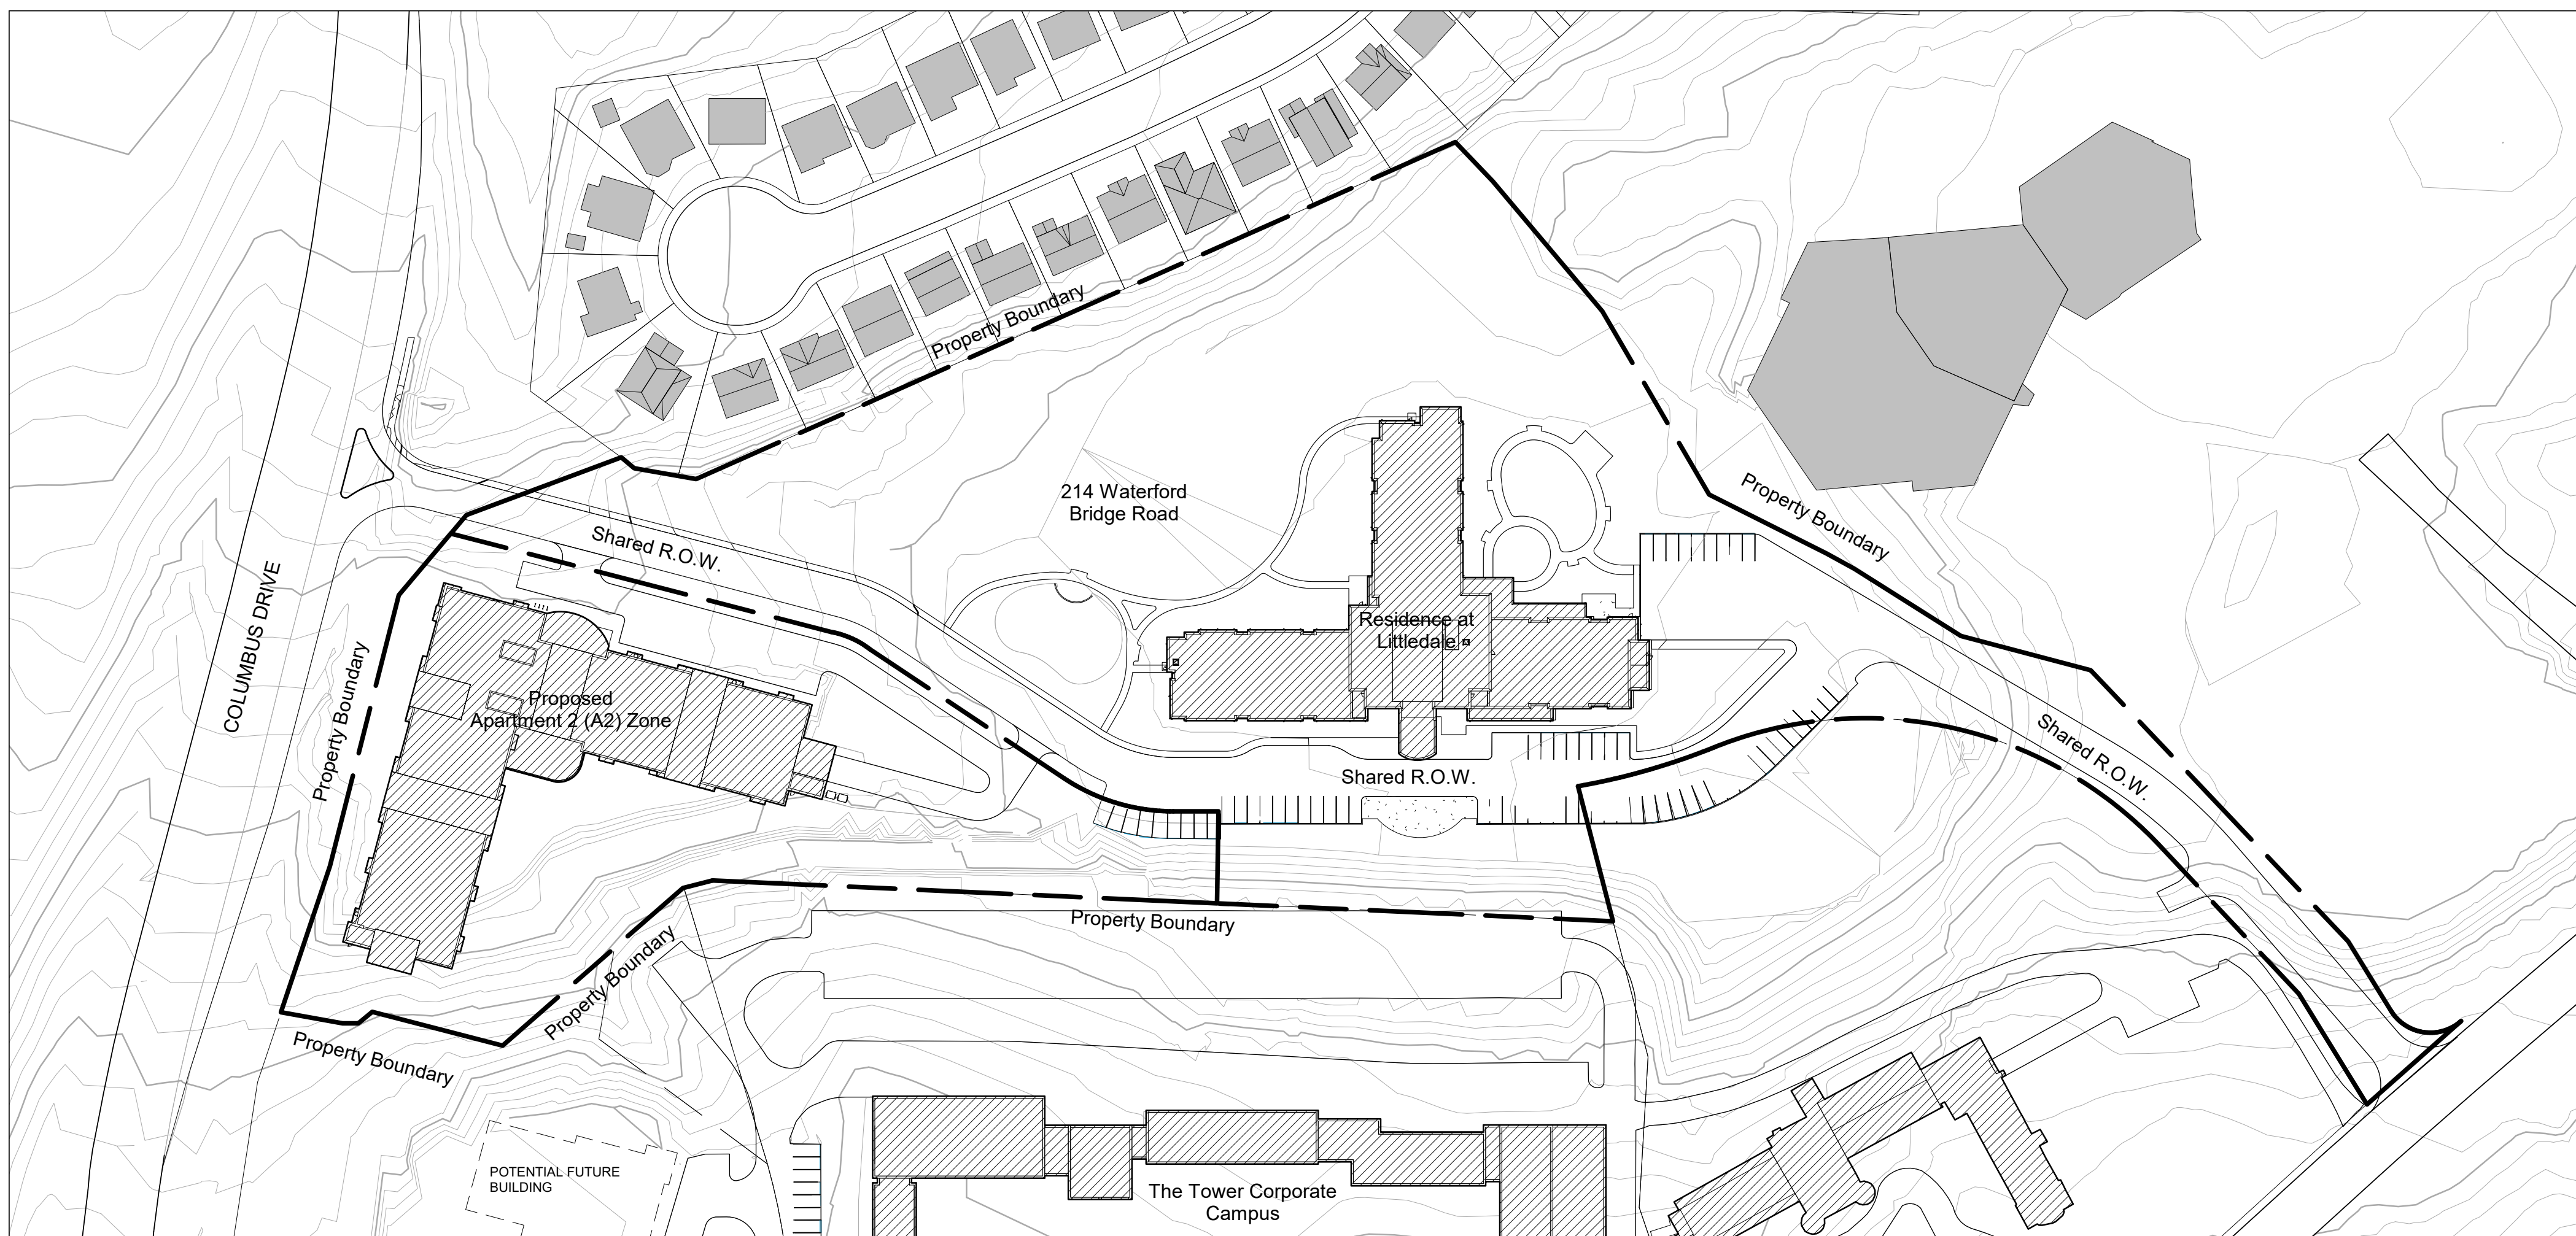 Property Boundary
214 Waterford
Bridge Road
Property Boundary
Shared R.O.W.
COLUMBUS DRIVE
Residence at
Littledale
Property Boundary
Proposed
Apartment 2 (A2) Zone
Shared R.O.W.
Shared R.O.W.
Property Boundary
Property Boundary
Property Boundary
POTENTIAL FUTURE
BUILDING
The Tower Corporate
Campus